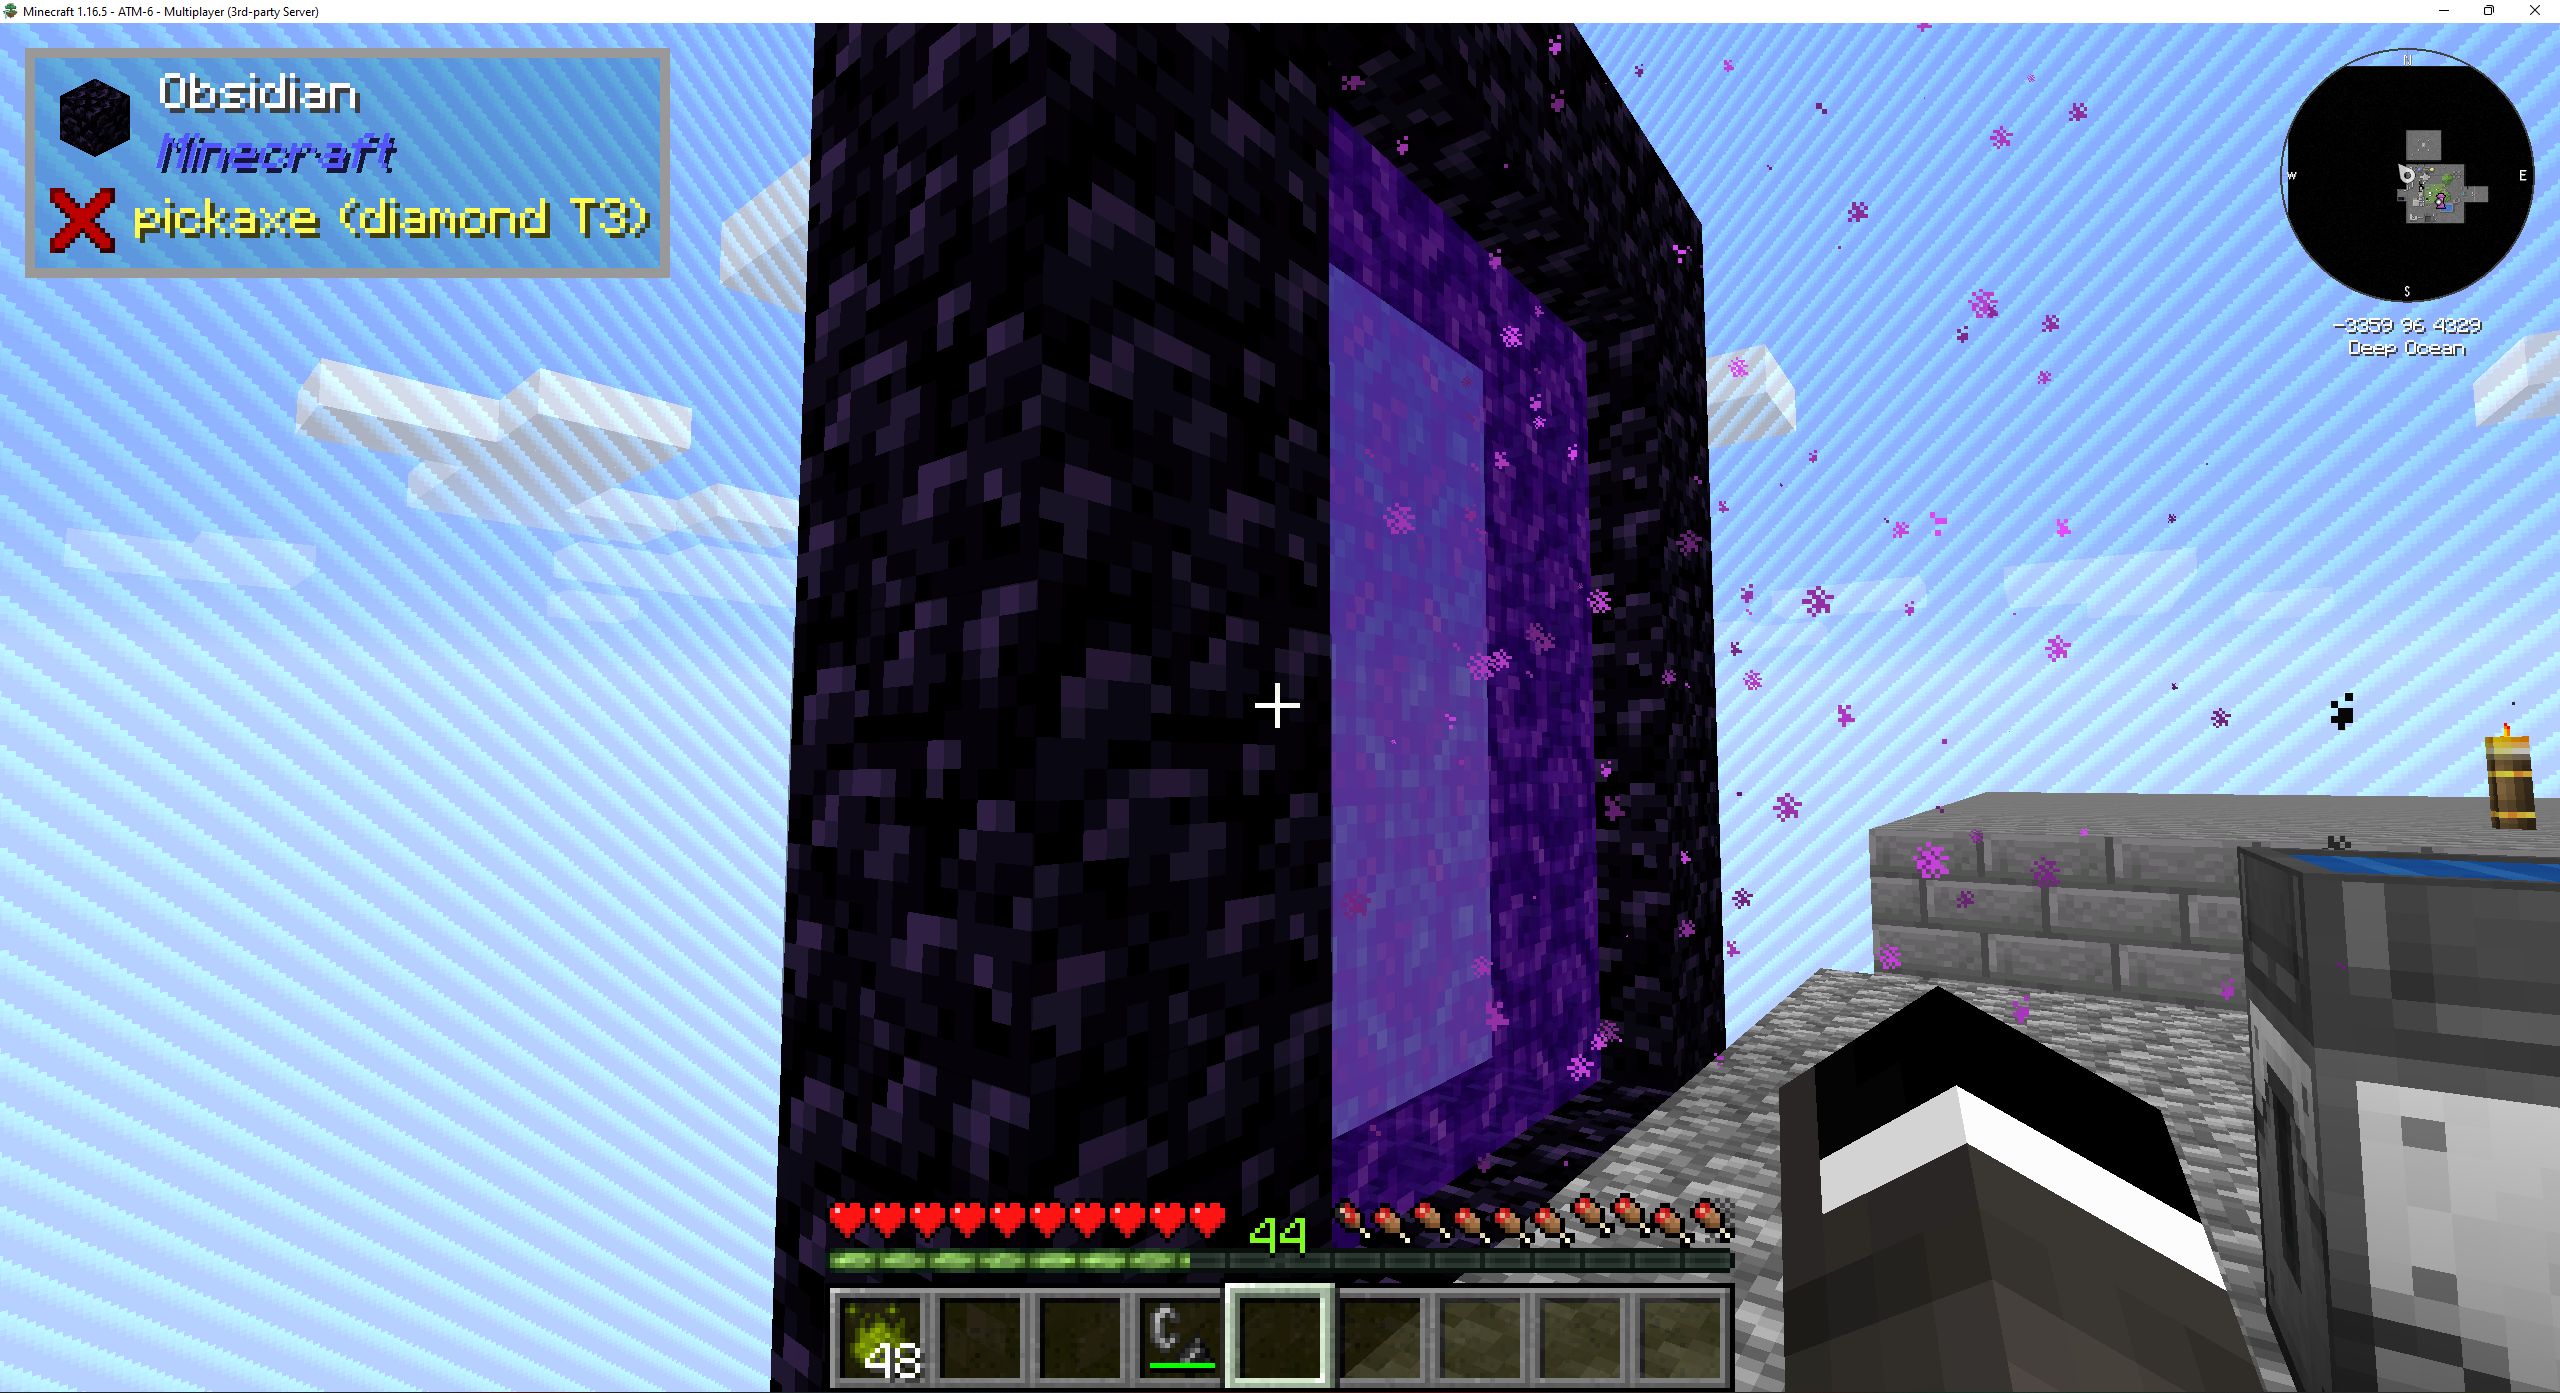 Minecraft 1.16.5 - ATM-6 - Multiplayer (3rd-party Server)
Obsidian
Minecraft
pickaxe (diamond T3)
N
W
E
S
-3359 96 4329
Deep Ocean
44
48